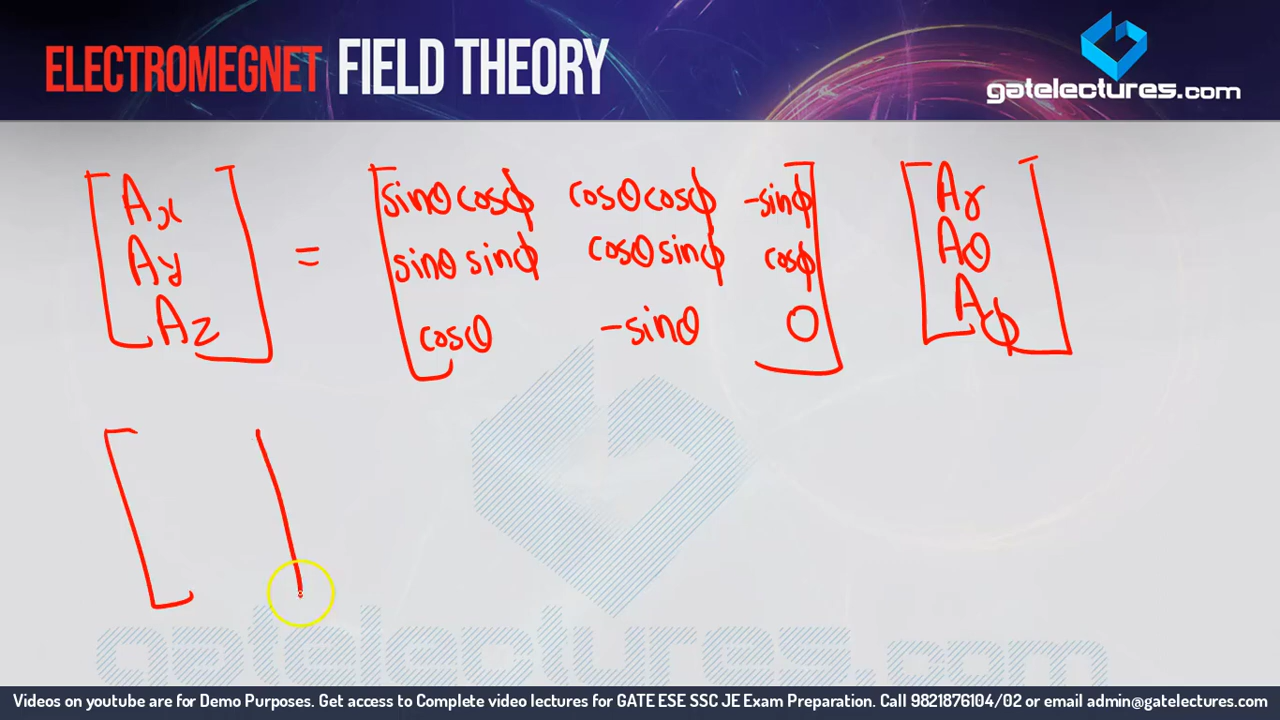 ELECTROMEGNET FIELD THEORY
gatelectures.com
[Ax] = [sinθ cosϕ cosθ cosϕ -sinϕ] [Ar]
[Ay] [sinθ sinϕ cosθ sinϕ cosϕ] [Aθ]
[Az] [cosθ -sinθ 0] [Aϕ]
gatelectures.com
Videos on youtube are for Demo Purposes. Get access to Complete video lectures for GATE ESE SSC JE Exam Preparation. Call 9821876104/02 or email admin@gatelectures.com